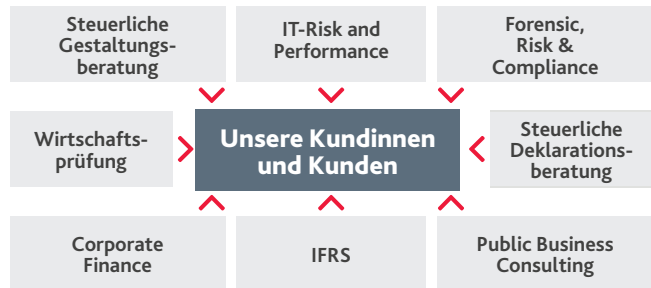 Steuerliche
Gestaltungs-
beratung
IT-Risk and
Performance
Forensic,
Risk &
Compliance
Wirtschafts-
prüfung
Unsere Kundinnen
und Kunden
Steuerliche
Deklarations-
beratung
Corporate
Finance
IFRS
Public Business
Consulting